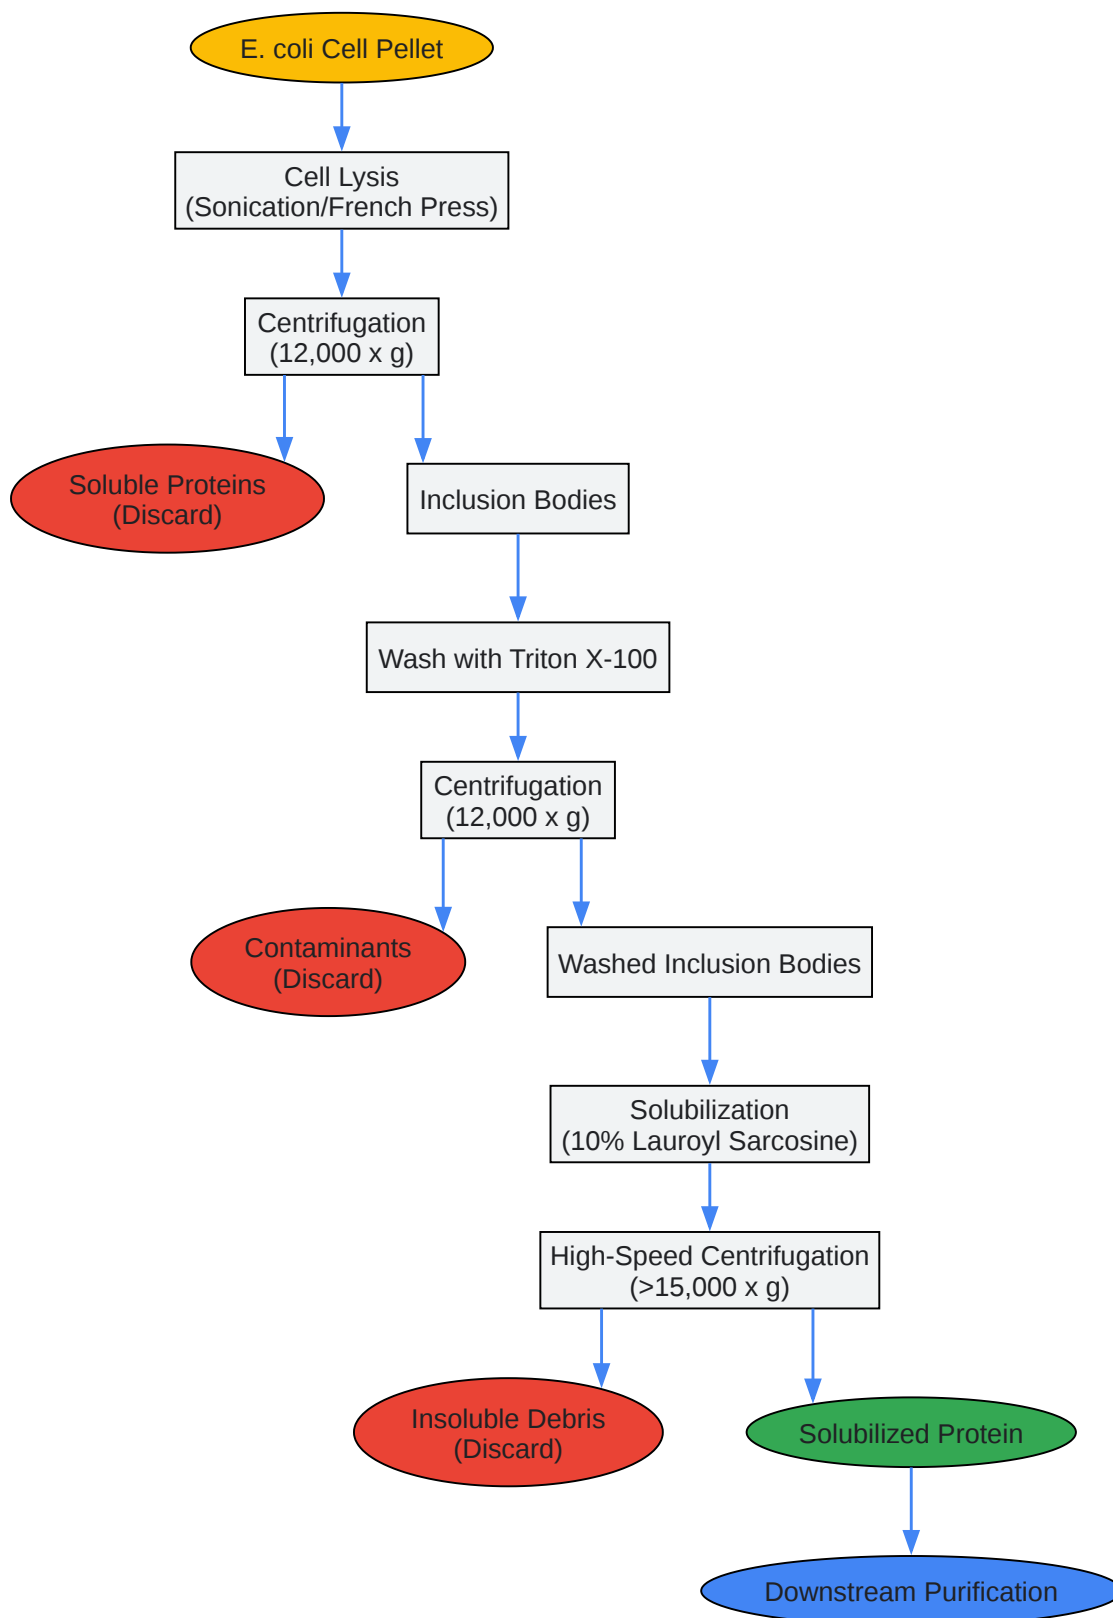 E. coli Cell Pellet
Cell Lysis
(Sonication/French Press)
Centrifugation
(12,000 x g)
Soluble Proteins
(Discard)
Inclusion Bodies
Wash with Triton X-100
Centrifugation
(12,000 x g)
Contaminants
(Discard)
Washed Inclusion Bodies
Solubilization
(10% Lauroyl Sarcosine)
High-Speed Centrifugation
(>15,000 x g)
Insoluble Debris
(Discard)
Solubilized Protein
Downstream Purification